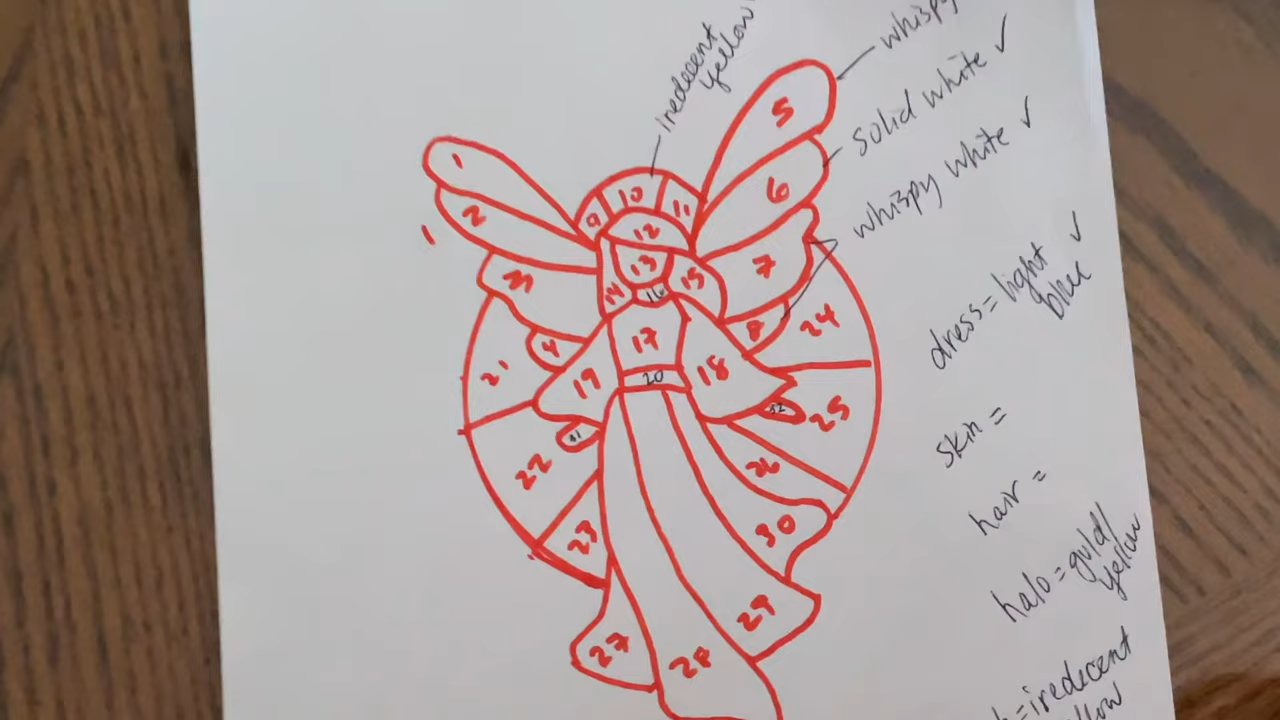 iredecent
yellow
whispy
solid white ✓
whispy white ✓
5
1
10
6
2
9
11
1
12
13
7
3
15
14
16
8
24
17
4
21
18
19
20
32
25
31
22
26
30
23
29
27
28
dress = light ✓
blue
skin =
hair =
halo = gold/
yellow
= iredecent